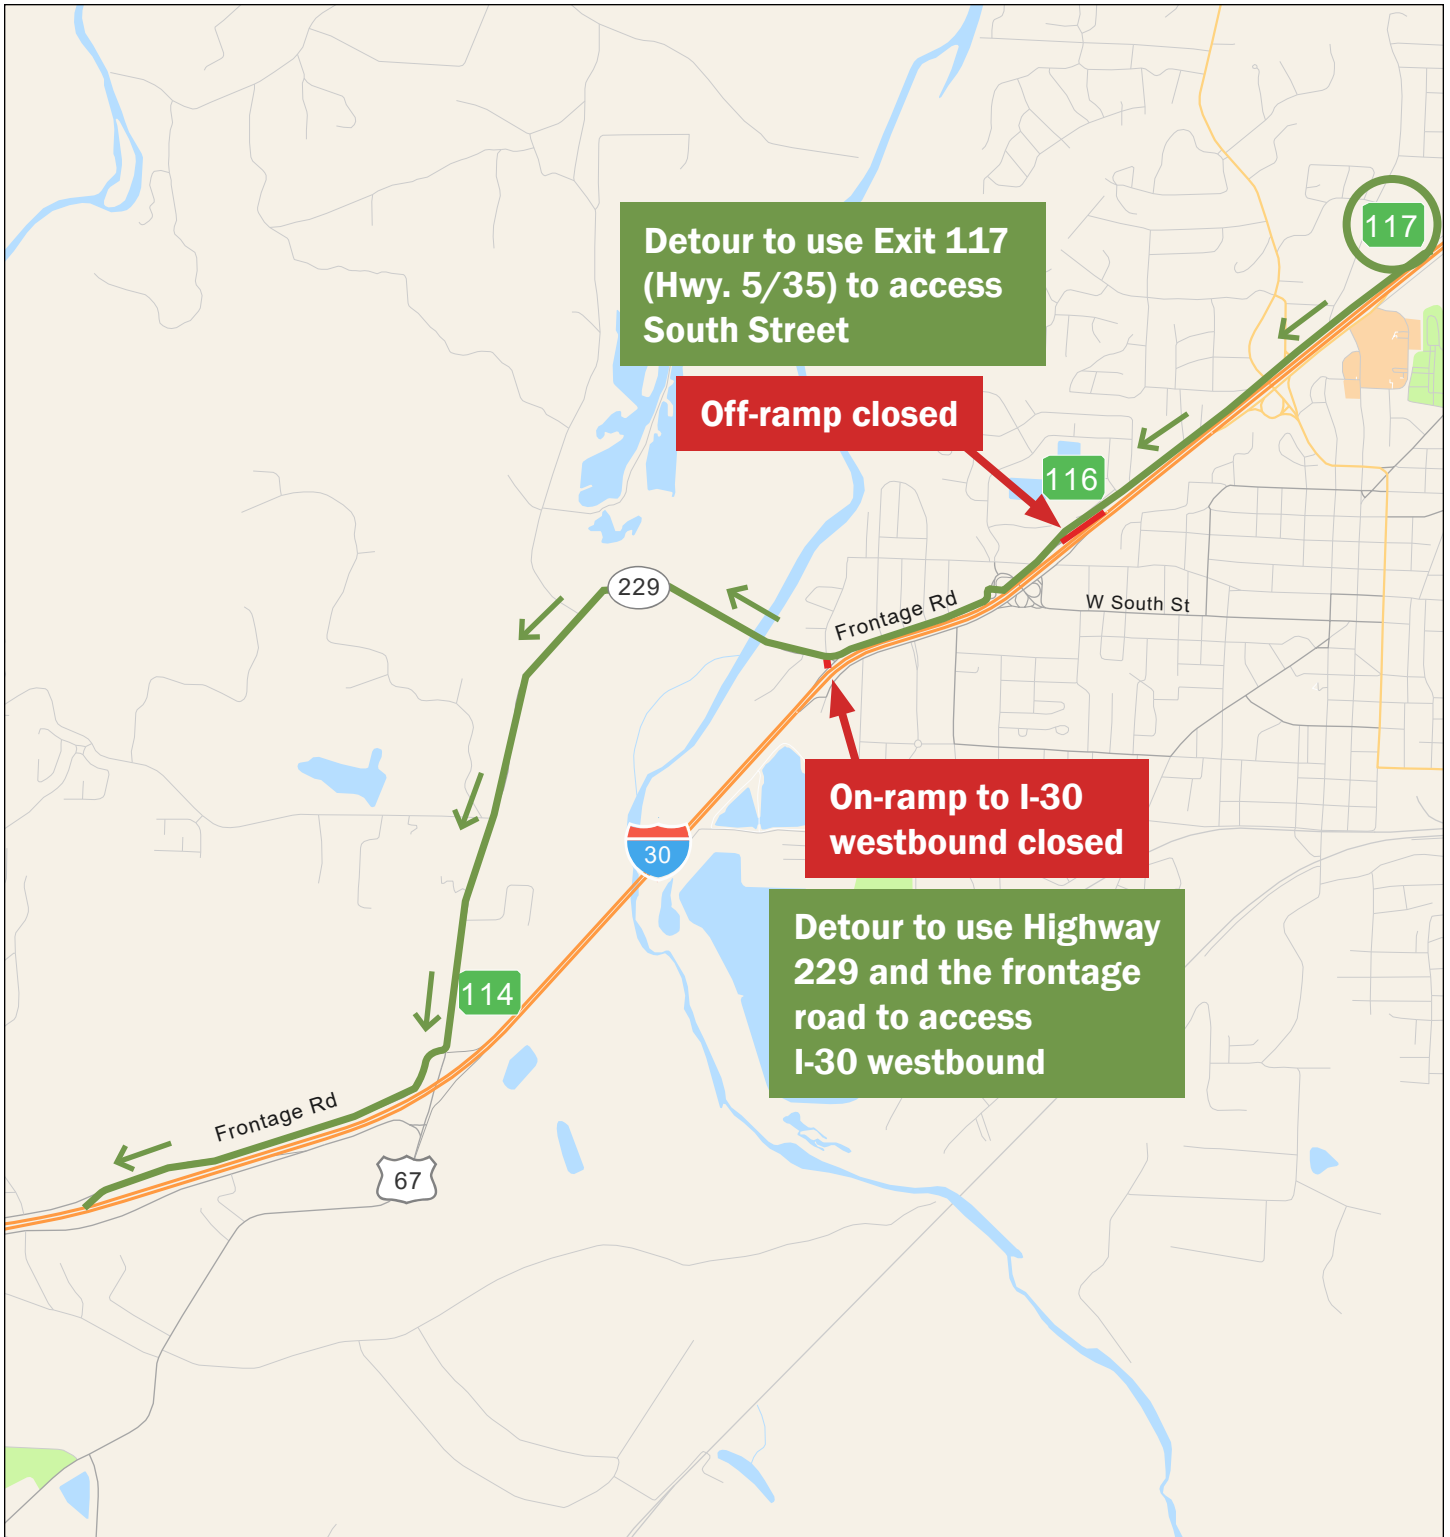 117
Detour to use Exit 117
(Hwy. 5/35) to access
South Street
Off-ramp closed
116
229
Frontage Rd
W South St
On-ramp to I-30
westbound closed
30
Detour to use Highway
229 and the frontage
road to access
I-30 westbound
114
Frontage Rd
67